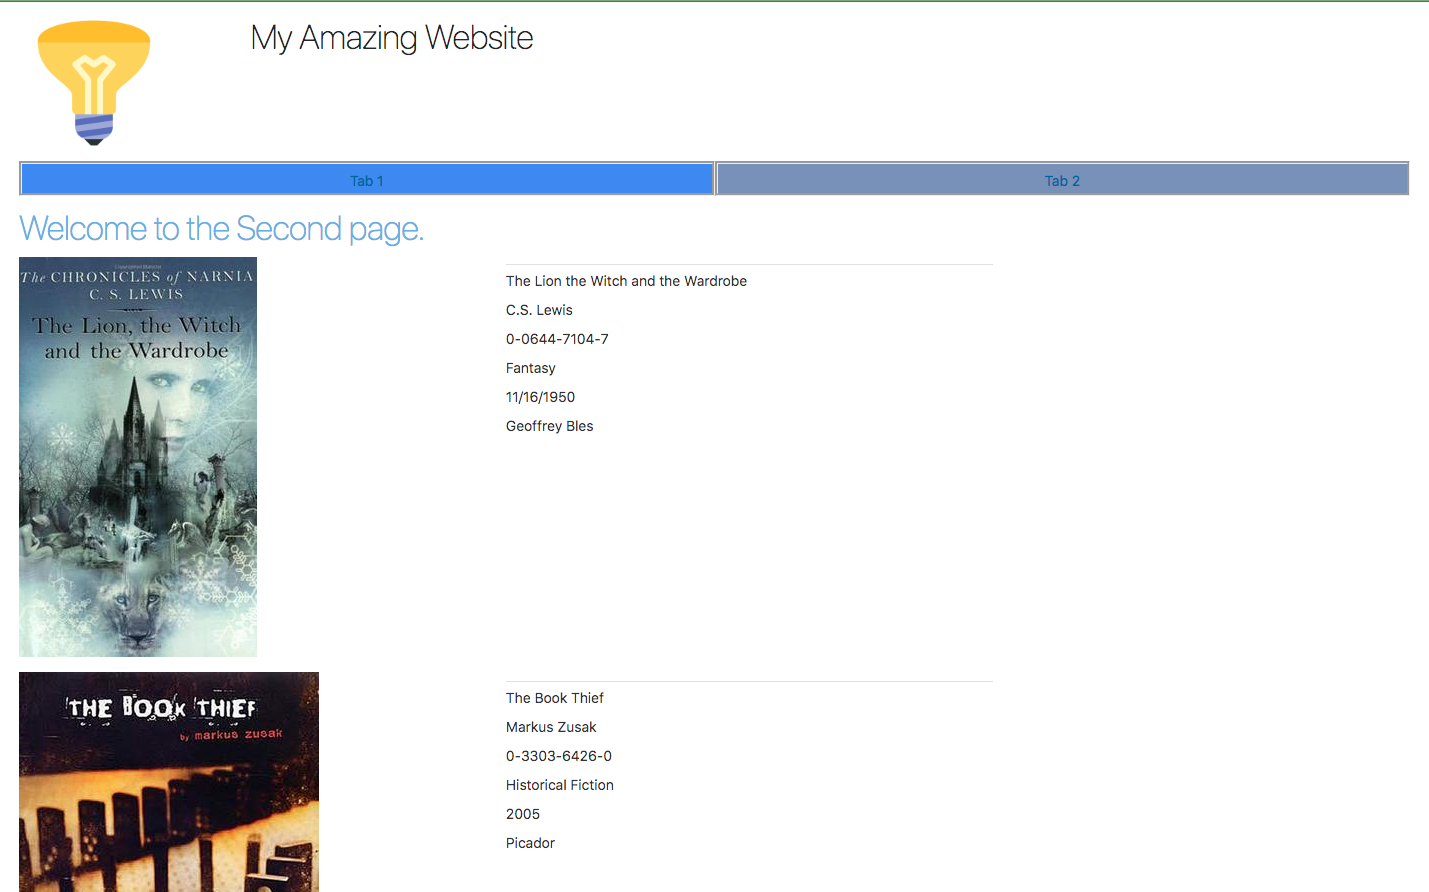 My Amazing Website
Tab 1
Tab 2
Welcome to the Second page.
The CHRONICLES of NARNIA
C. S. LEWIS
The Lion, the Witch
and the Wardrobe
The Lion the Witch and the Wardrobe
C.S. Lewis
0-0644-7104-7
Fantasy
11/16/1950
Geoffrey Bles
THE BOOK THIEF
by markus zusak
The Book Thief
Markus Zusak
0-3303-6426-0
Historical Fiction
2005
Picador